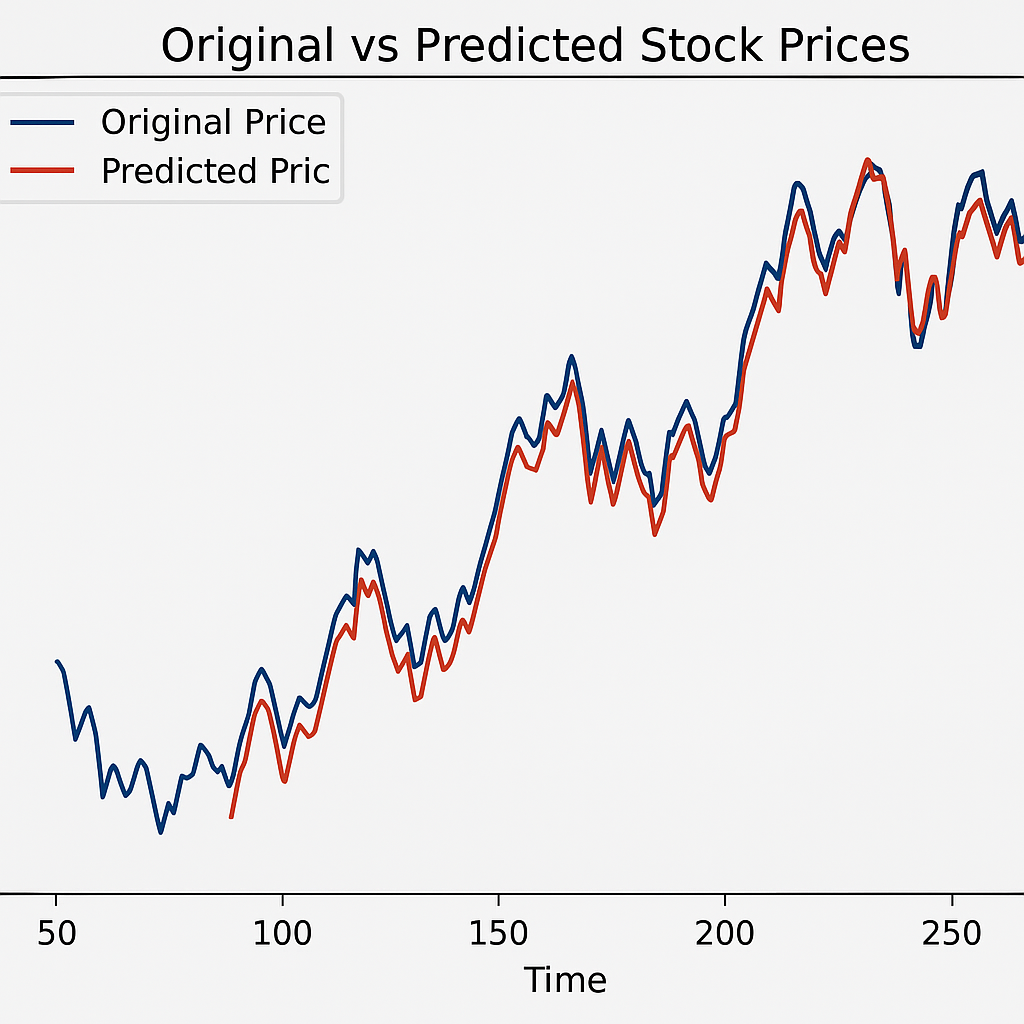 Original vs Predicted Stock Prices
Original Price
Predicted Pric
50 100 150 200 250
Time